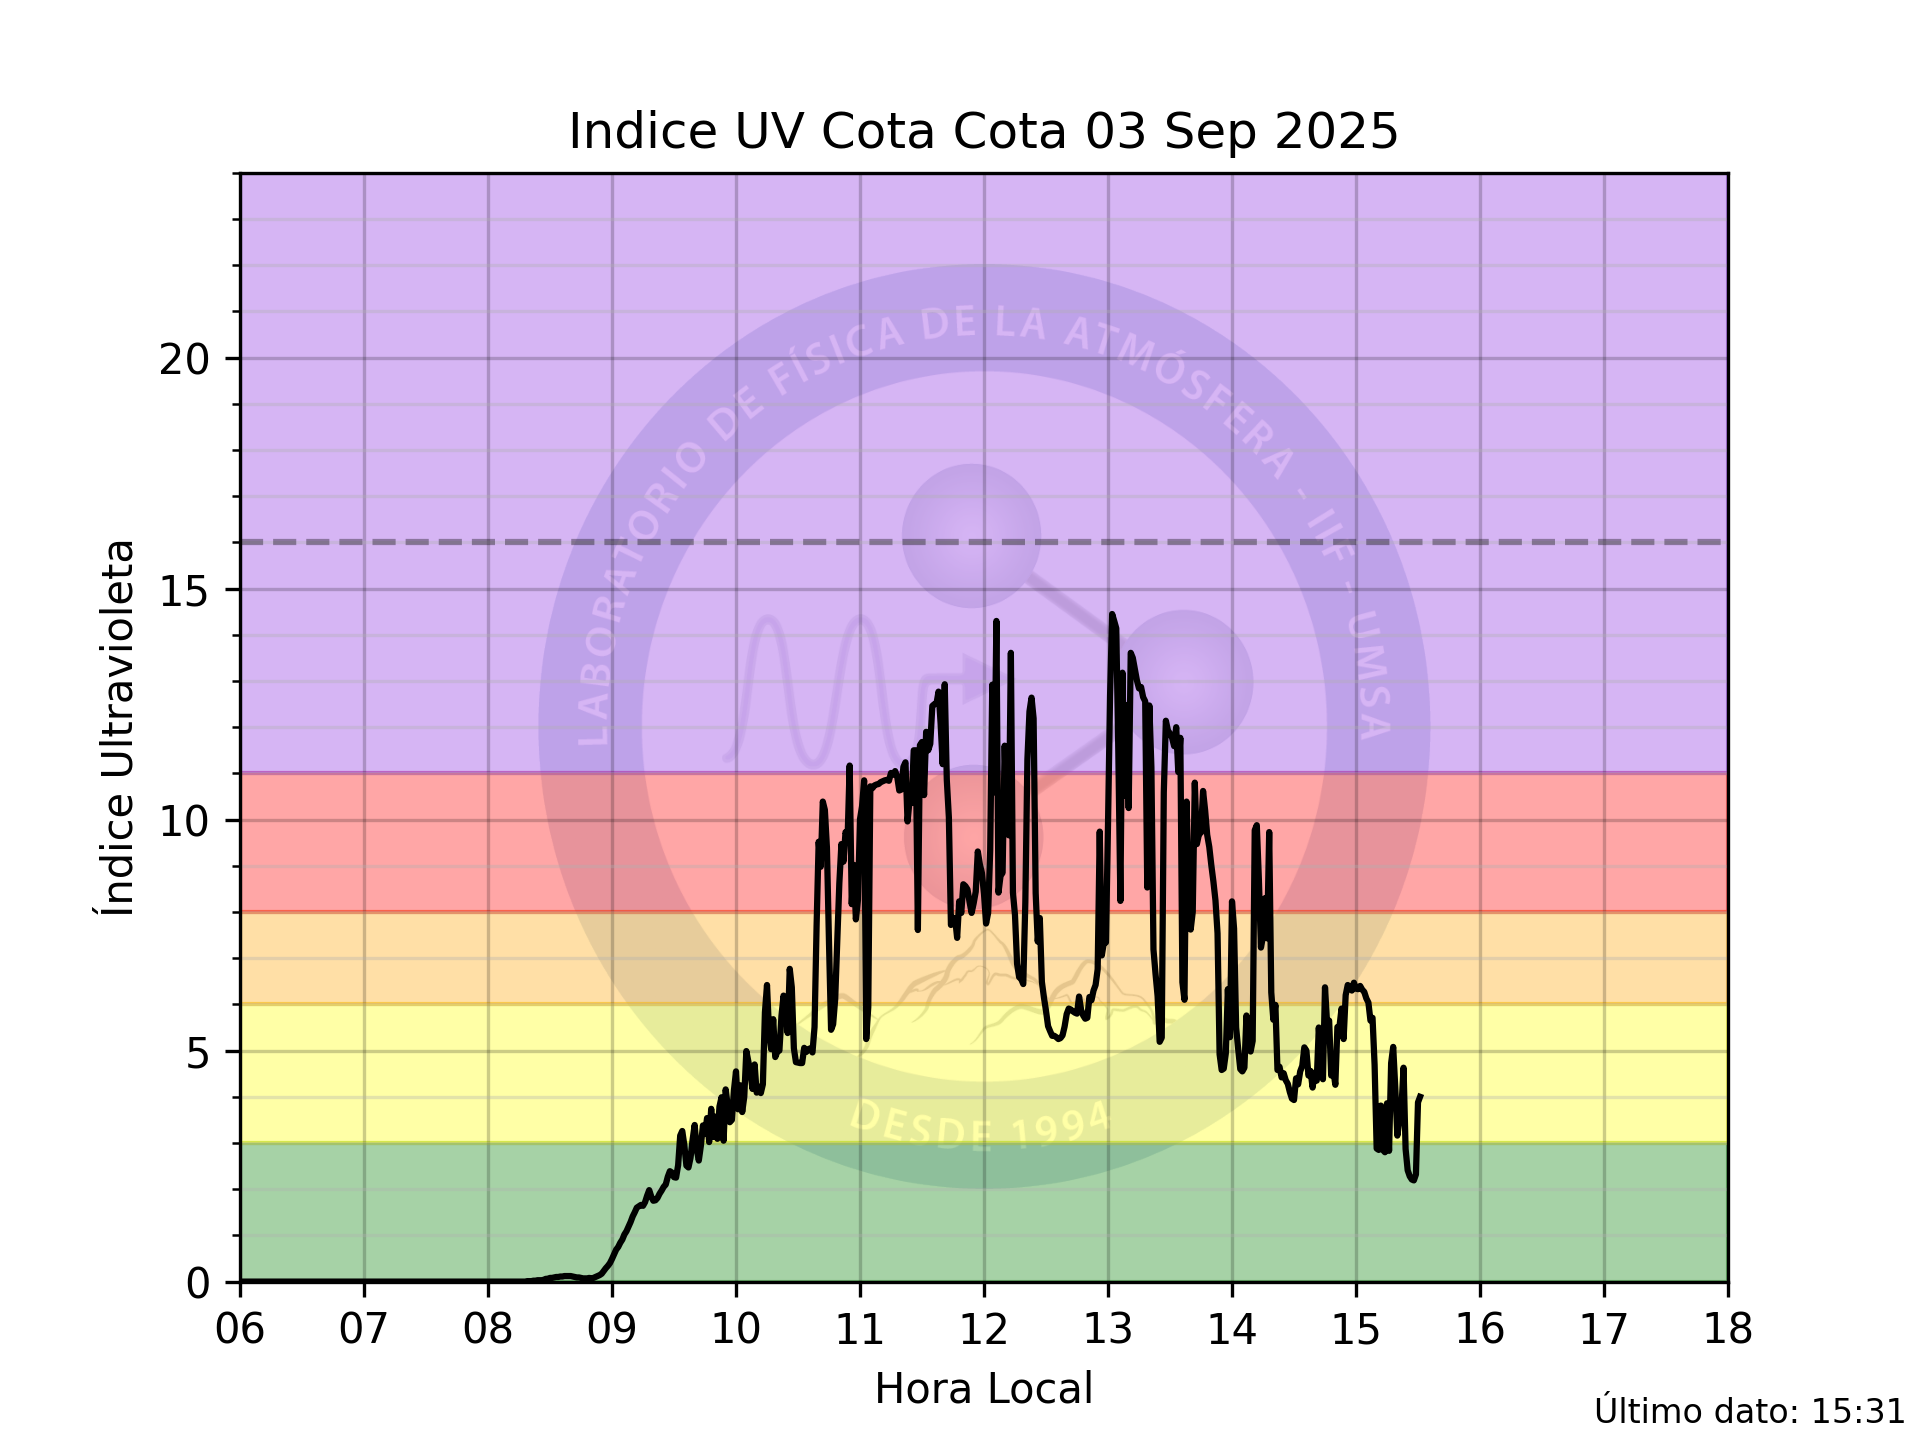 Indice UV Cota Cota 03 Sep 2025
LABORATORIO DE FÍSICA DE LA ATMÓSFERA - IIF - UMSA
DESDE 1994
Índice Ultravioleta
20
15
10
5
0
06 07 08 09 10 11 12 13 14 15 16 17 18
Hora Local
Último dato: 15:31